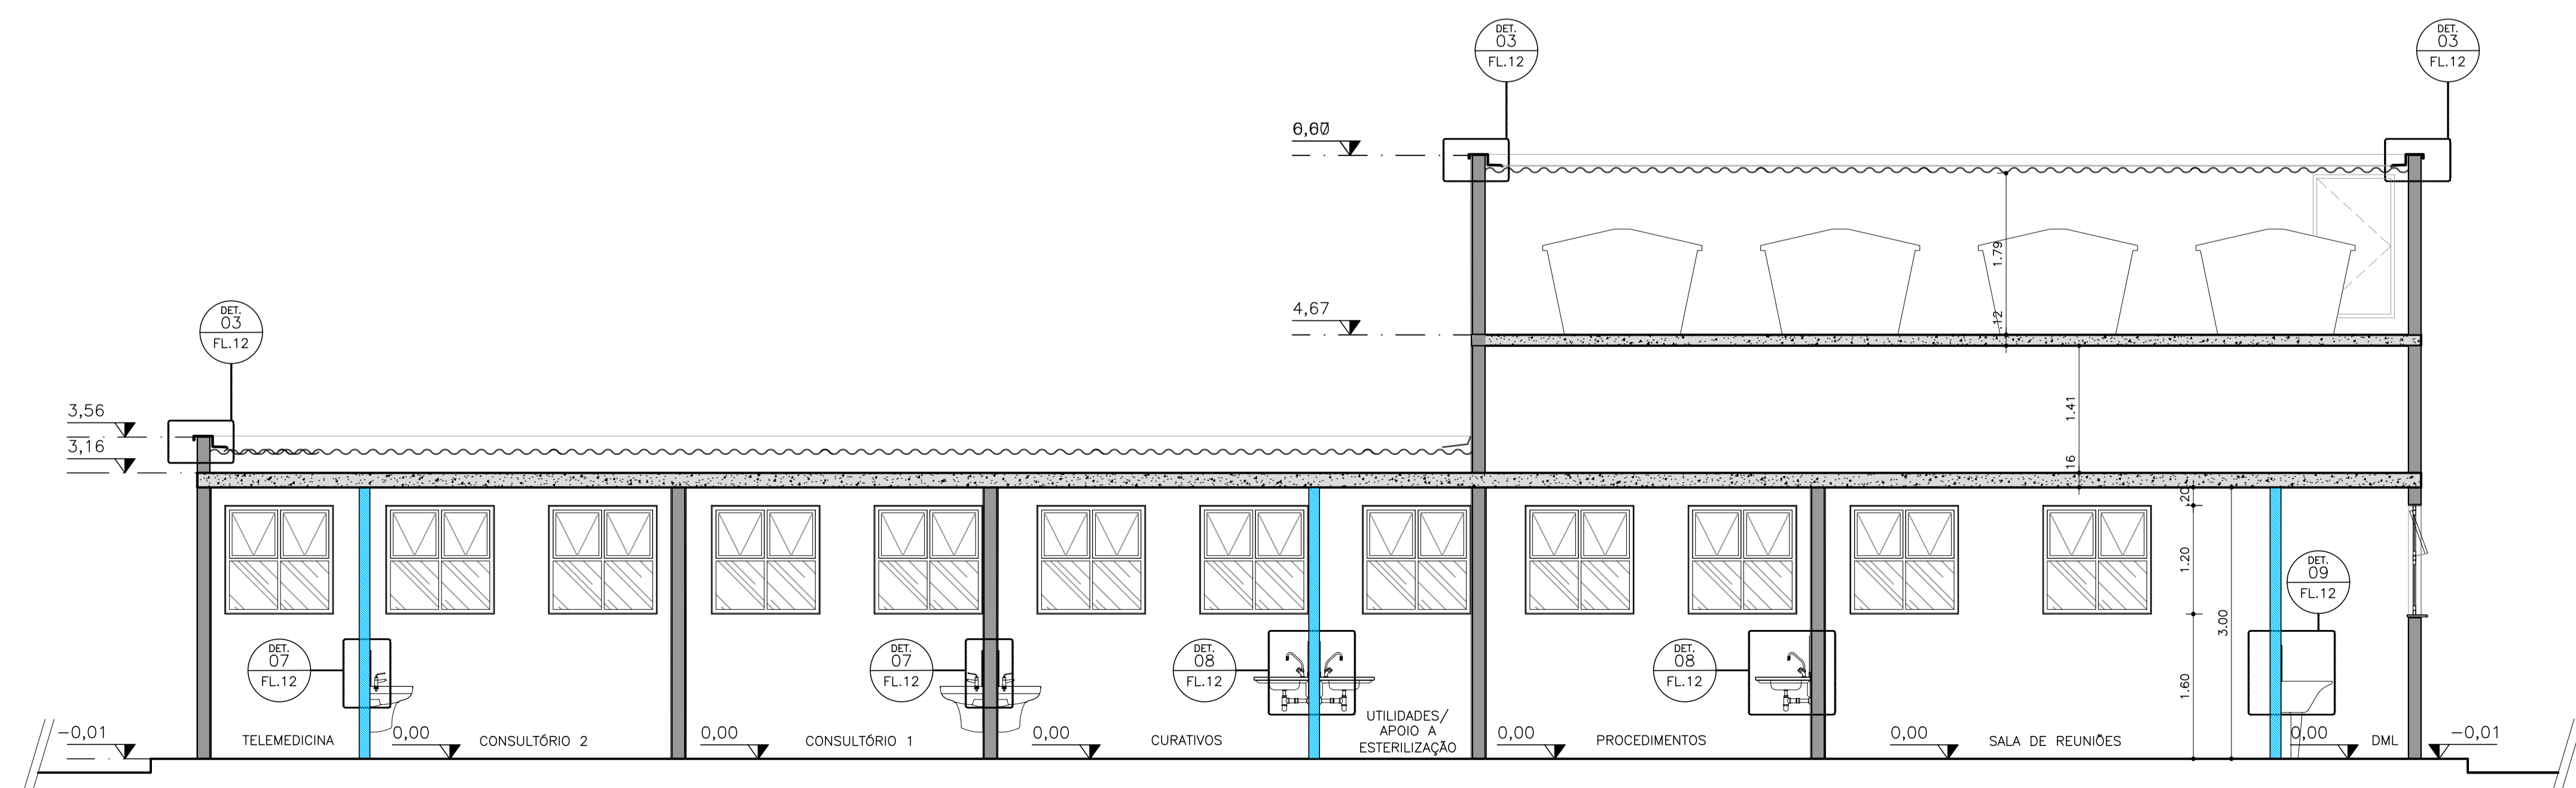 DET.
03
FL.12
DET.
03
FL.12
4,67
1.79
.12
DET.
03
FL.12
3,56
3,16
1.41
.16
.20
1.20
3.00
1.60
DET.
07
FL.12
DET.
07
FL.12
DET.
08
FL.12
DET.
08
FL.12
DET.
09
FL.12
-0,01
TELEMEDICINA
0,00
CONSULTÓRIO 2
0,00
CONSULTÓRIO 1
0,00
CURATIVOS
UTILIDADES/
APOIO A
ESTERILIZAÇÃO
0,00
PROCEDIMENTOS
0,00
SALA DE REUNIÕES
0,00
DML
-0,01